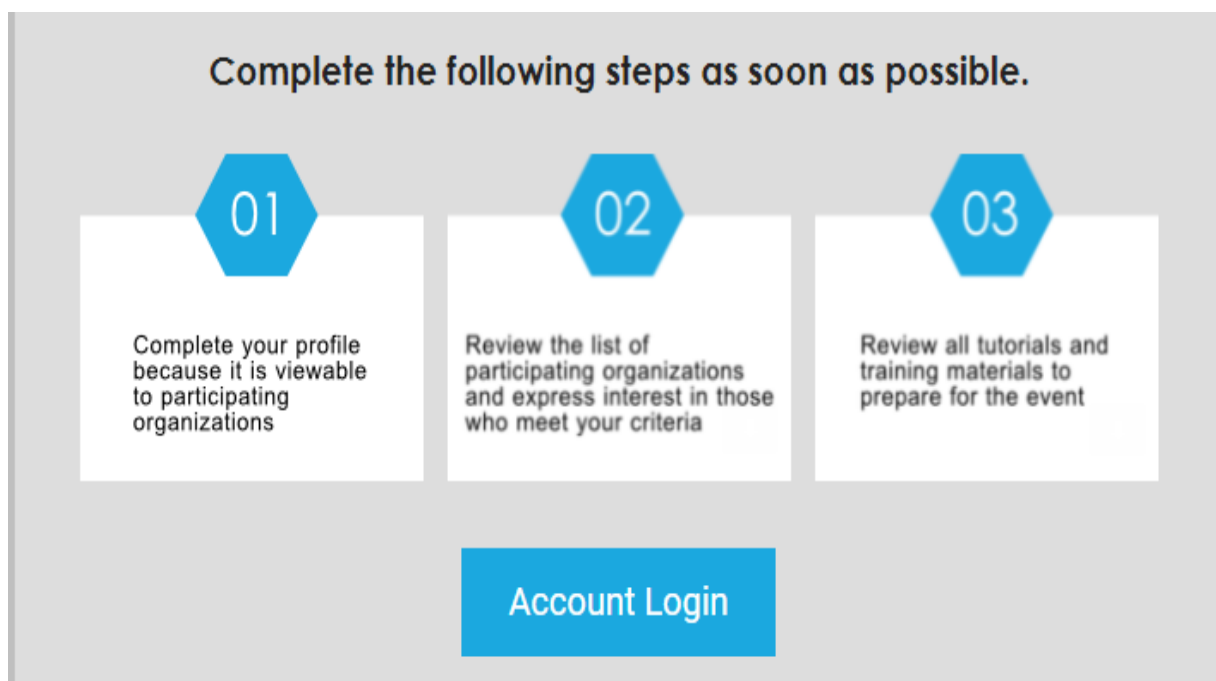 Complete the following steps as soon as possible.
01
Complete your profile
because it is viewable
to participating
organizations
02
Review the list of
participating organizations
and express interest in those
who meet your criteria
03
Review all tutorials and
training materials to
prepare for the event
Account Login